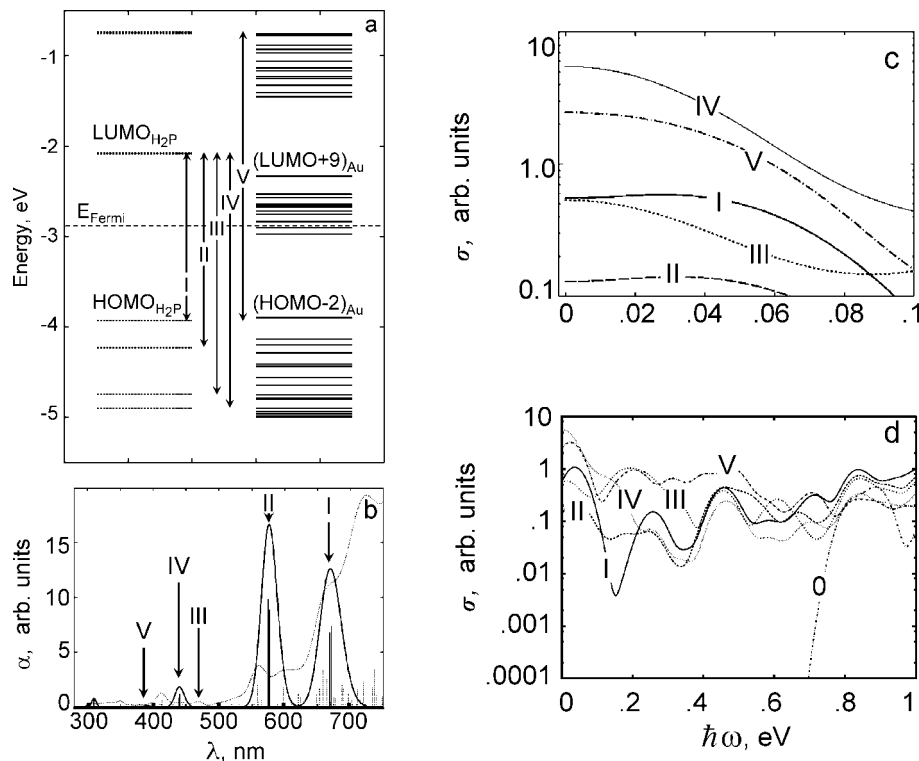 a
-1
LUMO_H2P
-2
(LUMO+9)_Au
V
IV
E_Fermi
III
II
-3
Energy, eV
HOMO_H2P
(HOMO-2)_Au
-4
-5
b
II
I
15
IV
10
III
V
5
0
α, arb. units
300 400 500 600 700
λ, nm
c
10
IV
V
1.0
I
III
II
0.1
σ, arb. units
0 .02 .04 .06 .08 0.1
d
10
V
1
IV III
II
.1
I
0
.01
.001
.0001
σ, arb. units
0 .2 .4 .6 .8 1
ħω, eV